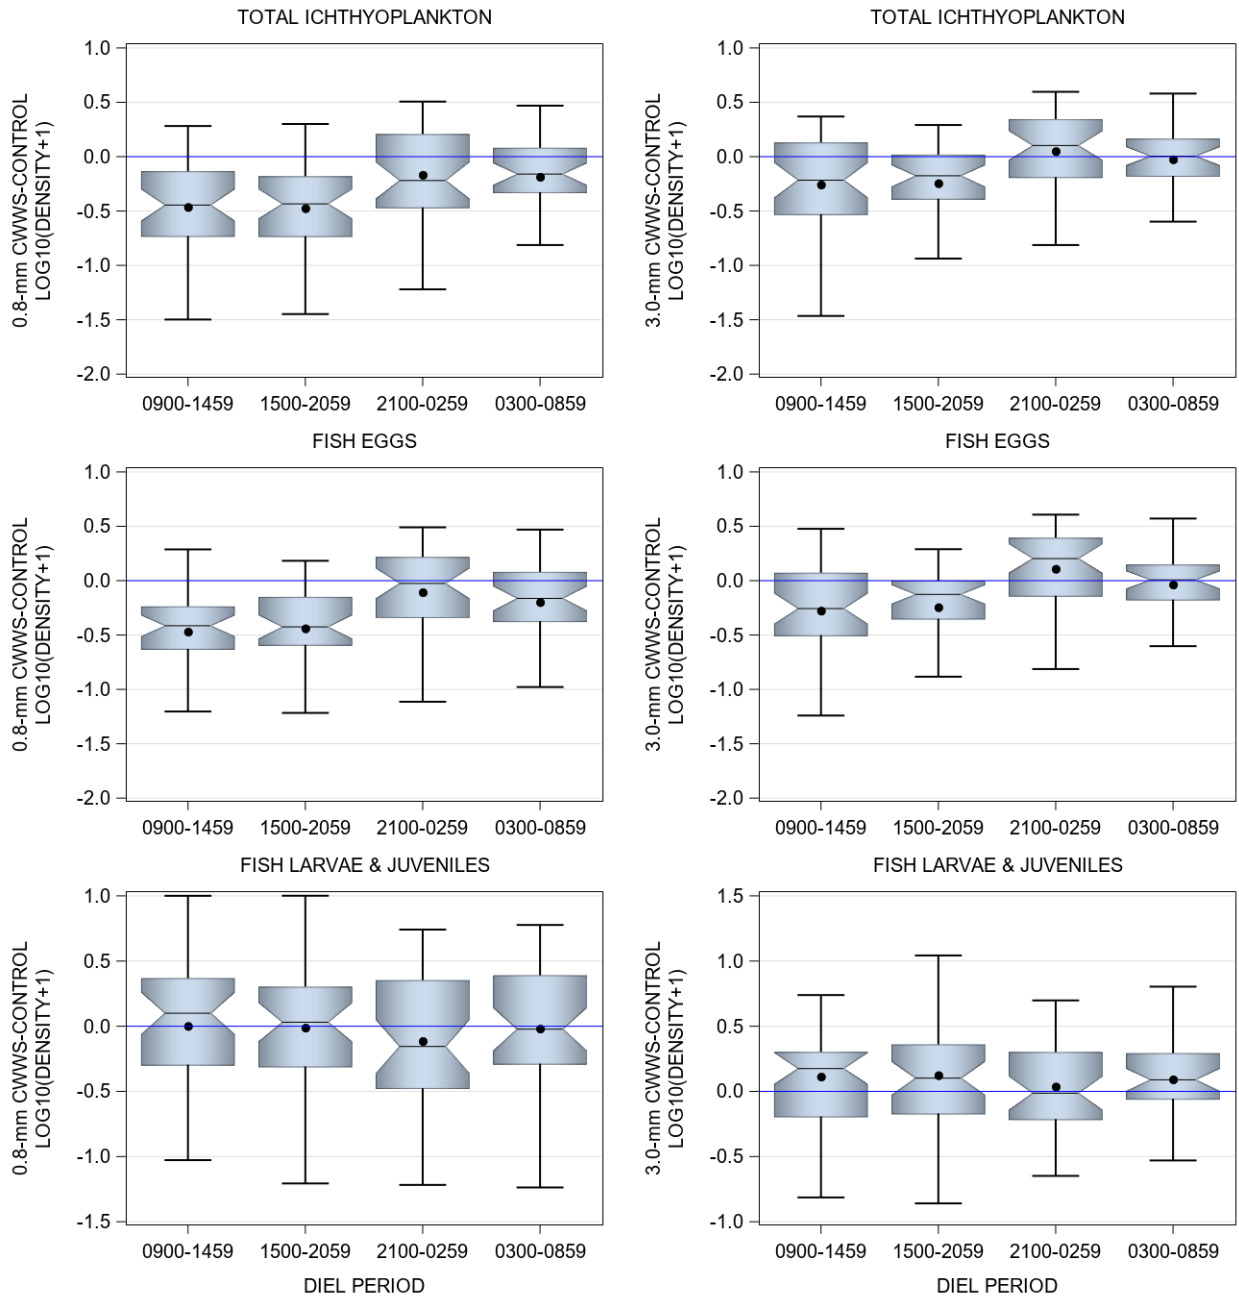 TOTAL ICHTHYOPLANKTON
0.8-mm CWWS-CONTROL
LOG10(DENSITY+1)
1.0
0.5
0.0
-0.5
-1.0
-1.5
-2.0
0900-1459 1500-2059 2100-0259 0300-0859
TOTAL ICHTHYOPLANKTON
3.0-mm CWWS-CONTROL
LOG10(DENSITY+1)
1.0
0.5
0.0
-0.5
-1.0
-1.5
-2.0
0900-1459 1500-2059 2100-0259 0300-0859
FISH EGGS
0.8-mm CWWS-CONTROL
LOG10(DENSITY+1)
1.0
0.5
0.0
-0.5
-1.0
-1.5
-2.0
0900-1459 1500-2059 2100-0259 0300-0859
FISH EGGS
3.0-mm CWWS-CONTROL
LOG10(DENSITY+1)
1.0
0.5
0.0
-0.5
-1.0
-1.5
-2.0
0900-1459 1500-2059 2100-0259 0300-0859
FISH LARVAE & JUVENILES
0.8-mm CWWS-CONTROL
LOG10(DENSITY+1)
1.0
0.5
0.0
-0.5
-1.0
-1.5
0900-1459 1500-2059 2100-0259 0300-0859
DIEL PERIOD
FISH LARVAE & JUVENILES
3.0-mm CWWS-CONTROL
LOG10(DENSITY+1)
1.5
1.0
0.5
0.0
-0.5
-1.0
0900-1459 1500-2059 2100-0259 0300-0859
DIEL PERIOD